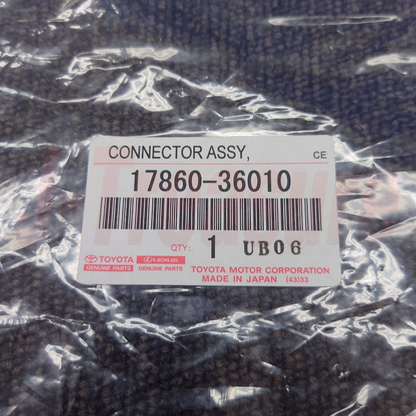 CONNECTOR ASSY, CE
17860-36010
QTY: 1 UB06
TOYOTA LEXUS
GENUINE PARTS GENUINE PARTS
TOYOTA MOTOR CORPORATION
MADE IN JAPAN (43)33